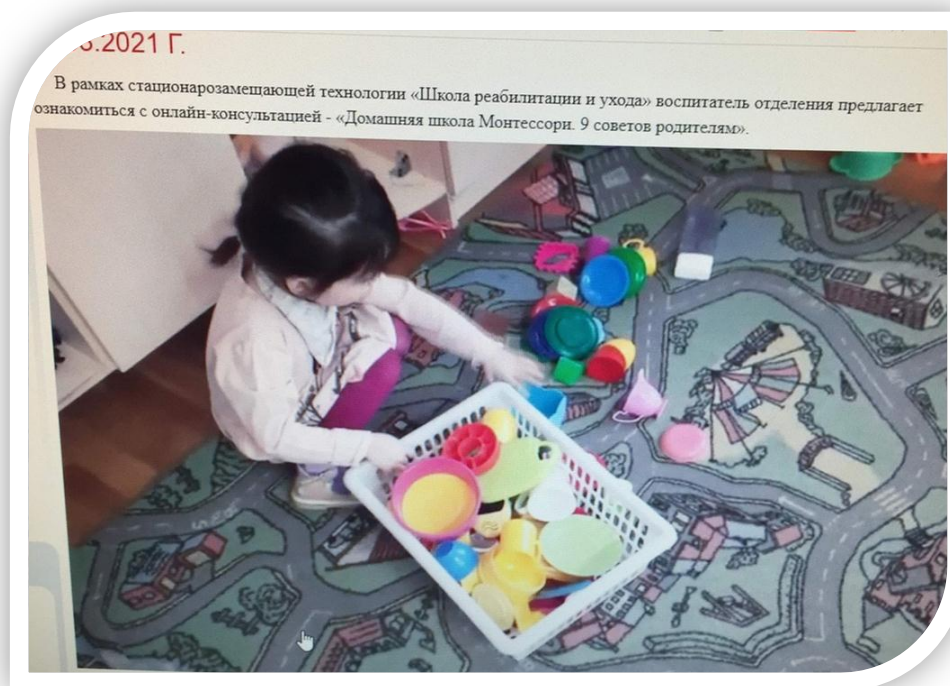 .2021 Г.
В рамках стационарозамещающей технологии «Школа реабилитации и ухода» воспитатель отделения предлагает
ознакомиться с онлайн-консультацией - «Домашняя школа Монтессори. 9 советов родителям».